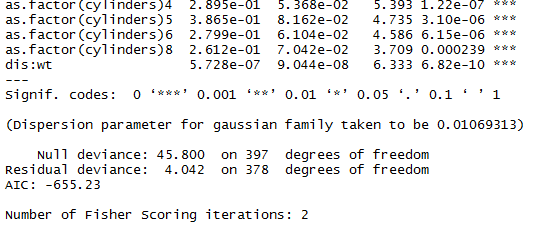 as.factor(cylinders)4 2.895e-01 5.368e-02 5.393 1.22e-07 ***
as.factor(cylinders)5 3.865e-01 8.162e-02 4.735 3.10e-06 ***
as.factor(cylinders)6 2.799e-01 6.104e-02 4.586 6.15e-06 ***
as.factor(cylinders)8 2.612e-01 7.042e-02 3.709 0.000239 ***
dis:wt 5.728e-07 9.044e-08 6.333 6.82e-10 ***
---
Signif. codes: 0 ‘***’ 0.001 ‘**’ 0.01 ‘*’ 0.05 ‘.’ 0.1 ‘ ’ 1
(Dispersion parameter for gaussian family taken to be 0.01069313)
Null deviance: 45.800 on 397 degrees of freedom
Residual deviance: 4.042 on 378 degrees of freedom
AIC: -655.23
Number of Fisher Scoring iterations: 2